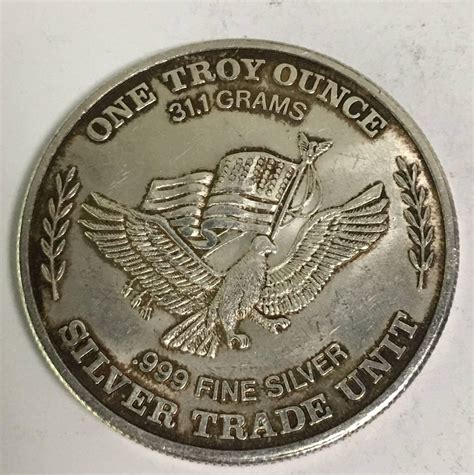 ONE TROY OUNCE
31.1 GRAMS
.999 FINE SILVER
SILVER TRADE UNIT